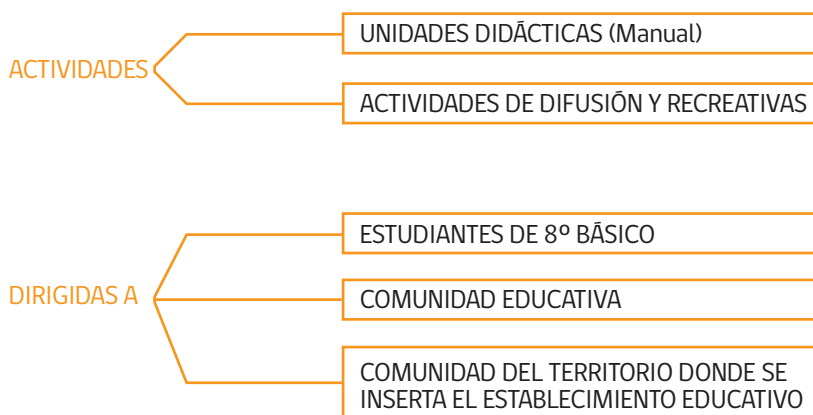 ACTIVIDADES
UNIDADES DIDÁCTICAS (Manual)
ACTIVIDADES DE DIFUSIÓN Y RECREATIVAS
DIRIGIDAS A
ESTUDIANTES DE 8º BÁSICO
COMUNIDAD EDUCATIVA
COMUNIDAD DEL TERRITORIO DONDE SE
INSERTA EL ESTABLECIMIENTO EDUCATIVO